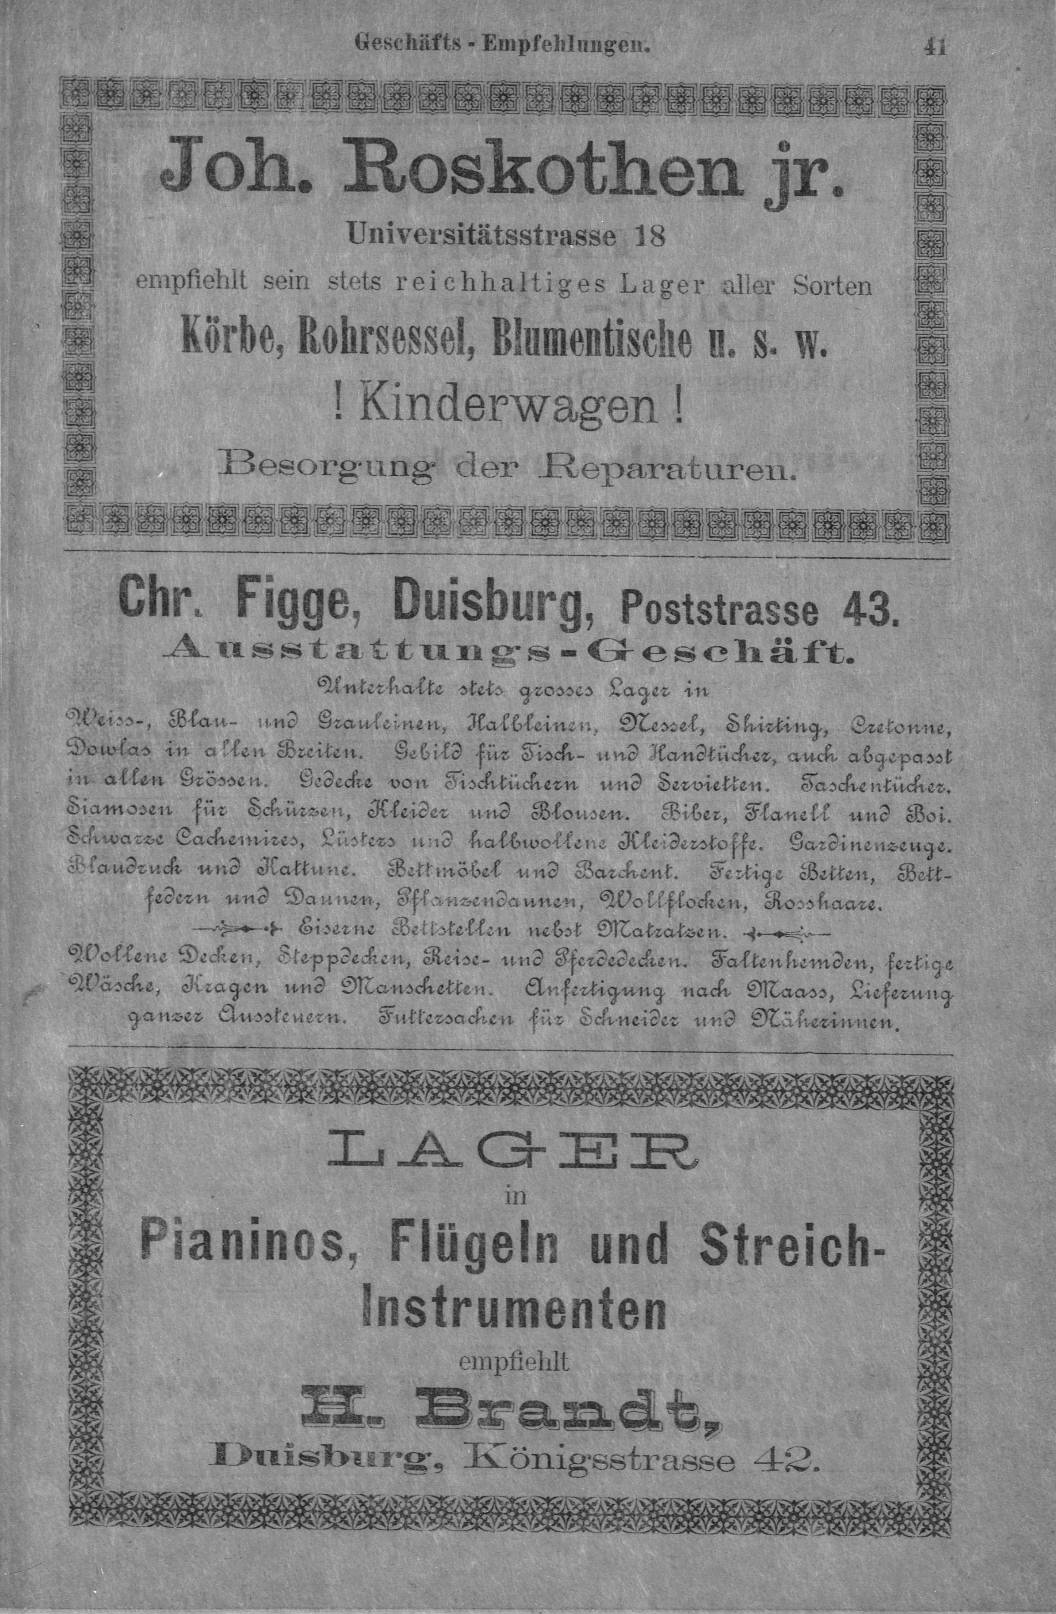 Geschäfts - Empfehlungen. 41
Joh. Roskothen jr.
Universitätsstrasse 18
empfiehlt sein stets reichhaltiges Lager aller Sorten
Körbe, Rohrsessel, Blumentische u. s. w.
! Kinderwagen !
Besorgung der Reparaturen.
Chr. Figge, Duisburg, Poststrasse 43.
Ausstattungs-Geschäft.
Unterhalte stets grosses Lager in
Weiss-, Blau- und Grauleinen, Halbleinen, Nessel, Shirting, Cretonne,
Dowlas in allen Breiten. Gebild für Tisch- und Handtücher, auch abgepasst
in allen Grössen. Gedecke von Tischtüchern und Servietten. Taschentücher.
Siamosen für Schürzen, Kleider und Blousen. Biber, Flanell und Boi.
Schwarze Cachemires, Lüsters und halbwollene Kleiderstoffe. Gardinenzeuge.
Blaudruck und Kattune. Bettmöbel und Barchent. Fertige Betten, Bett-
federn und Daunen, Pflanzendaunen, Wollflocken, Rosshaare.
Eiserne Bettstellen nebst Matratzen.
Wollene Decken, Steppdecken, Reise- und Pferdedecken. Faltenhemden, fertige
Wäsche, Kragen und Manschetten. Anfertigung nach Maass, Lieferung
ganzer Aussteuern. Futtersachen für Schneider und Näherinnen.
LAGER
in
Pianinos, Flügeln und Streich-
Instrumenten
empfiehlt
H. Brandt,
Duisburg, Königsstrasse 42.